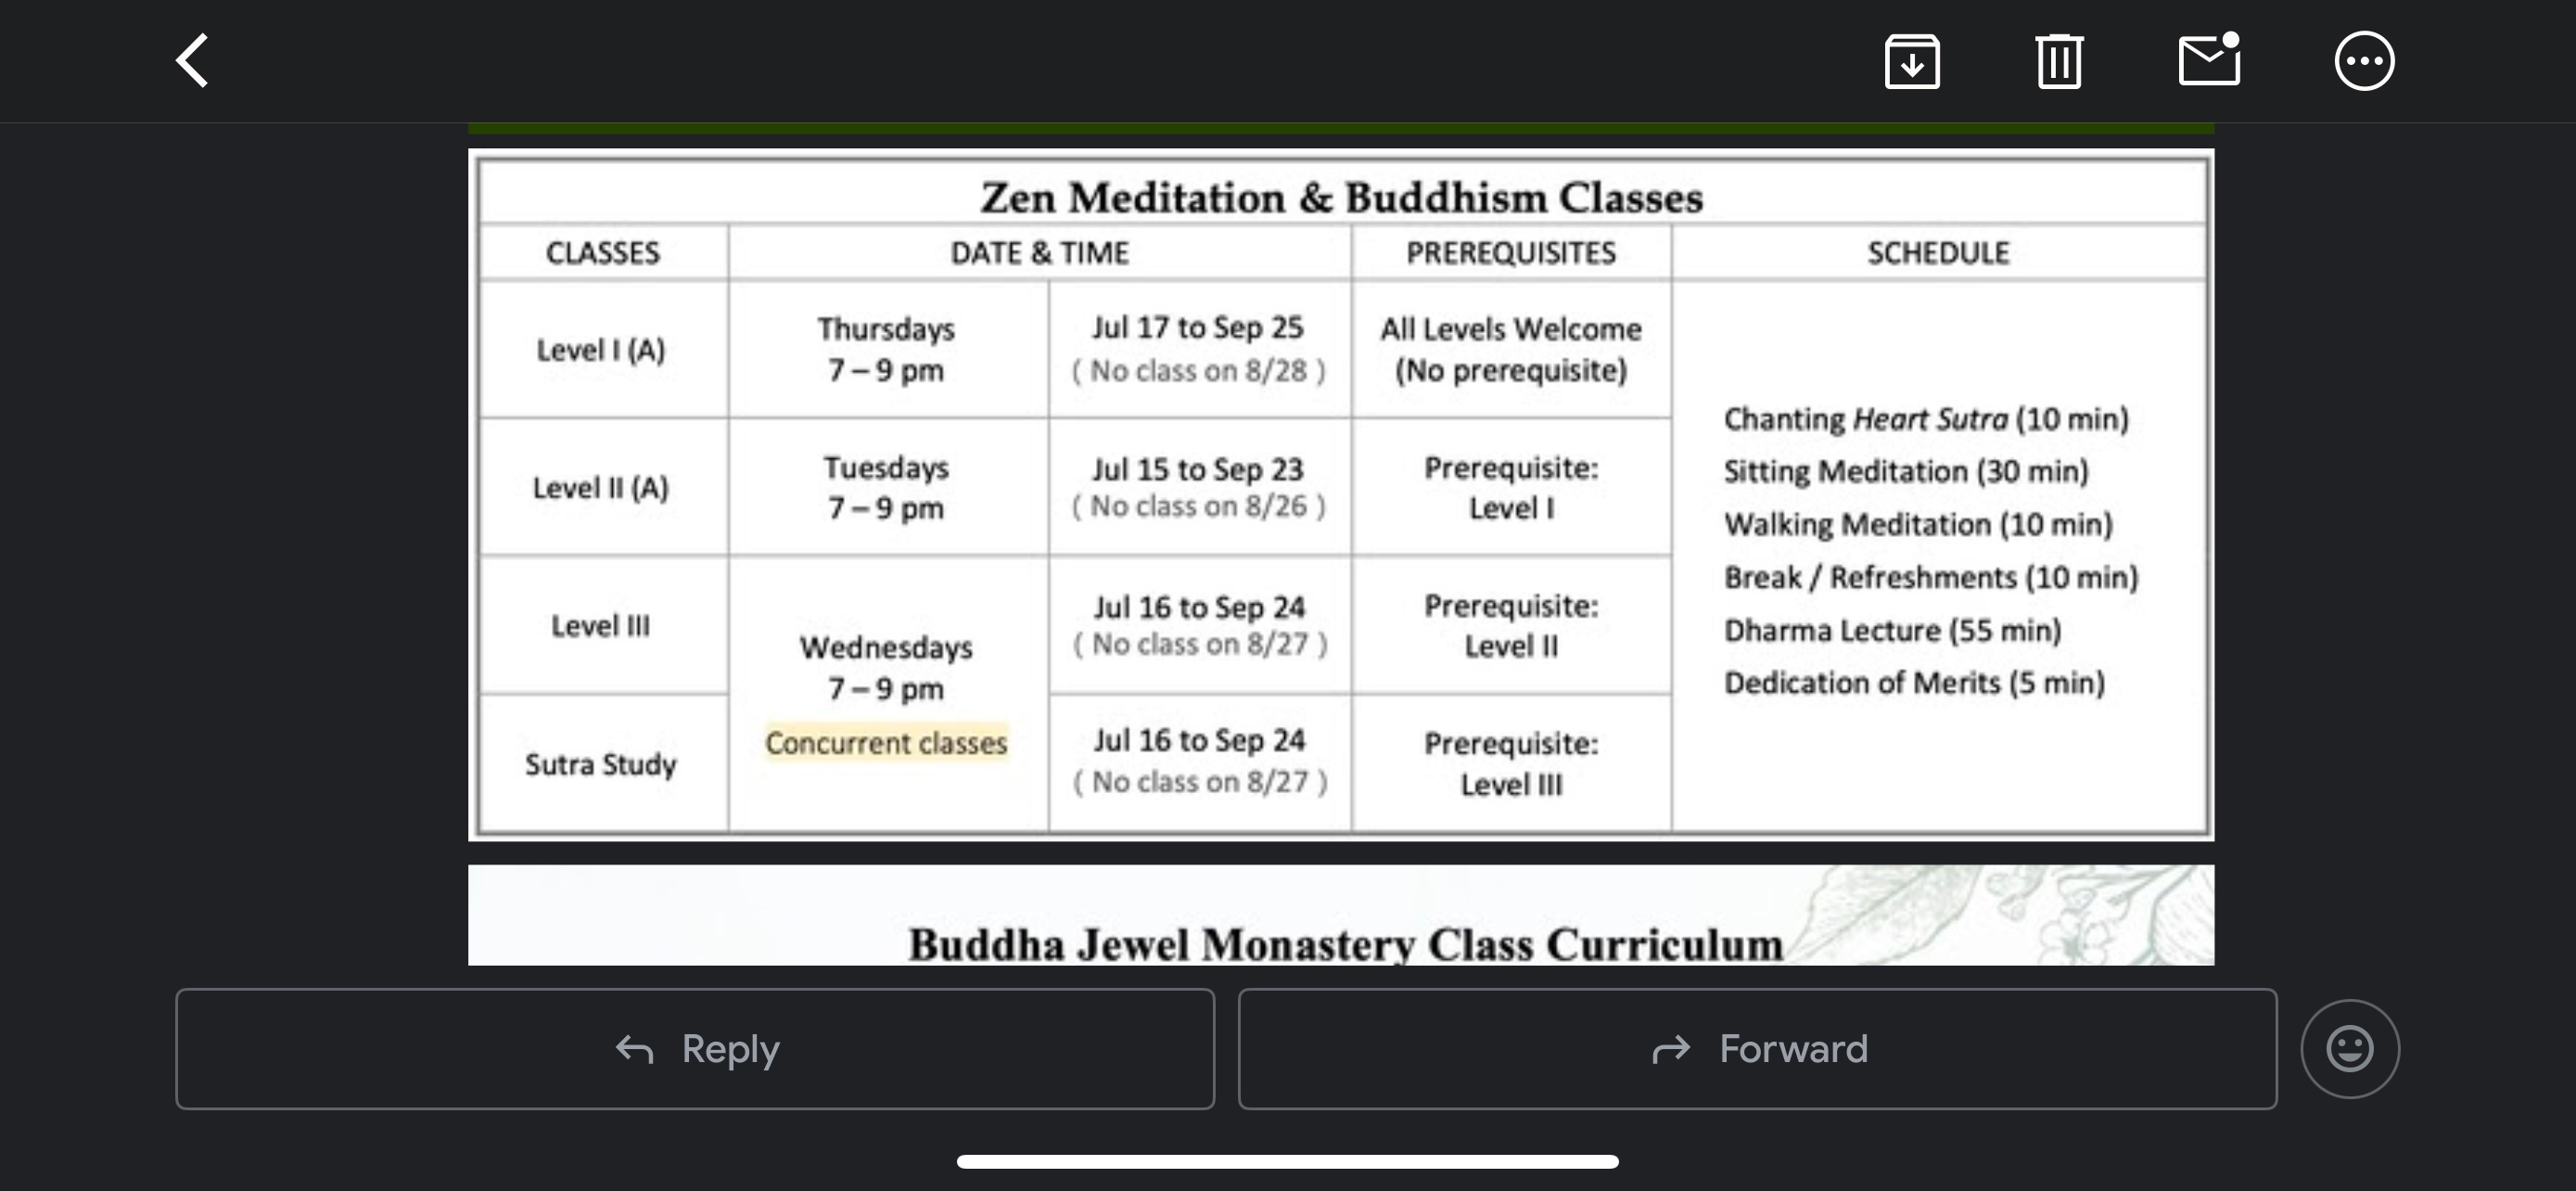 Zen Meditation & Buddhism Classes
CLASSES
DATE & TIME
PREREQUISITES
SCHEDULE
Level I (A)
Thursdays
7 – 9 pm
Jul 17 to Sep 25
( No class on 8/28 )
All Levels Welcome
(No prerequisite)
Level II (A)
Tuesdays
7 – 9 pm
Jul 15 to Sep 23
( No class on 8/26 )
Prerequisite:
Level I
Level III
Wednesdays
7 – 9 pm
Concurrent classes
Jul 16 to Sep 24
( No class on 8/27 )
Prerequisite:
Level II
Sutra Study
Jul 16 to Sep 24
( No class on 8/27 )
Prerequisite:
Level III
Chanting Heart Sutra (10 min)
Sitting Meditation (30 min)
Walking Meditation (10 min)
Break / Refreshments (10 min)
Dharma Lecture (55 min)
Dedication of Merits (5 min)
Buddha Jewel Monastery Class Curriculum
Reply
Forward